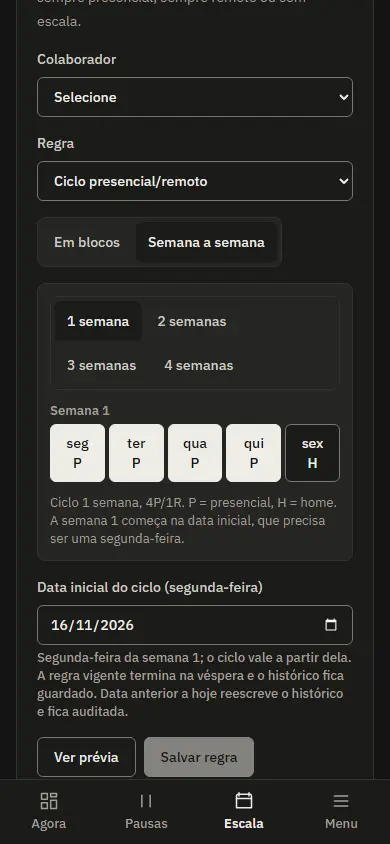 sempre presencial, sempre remoto ou sem
escala.
Colaborador
Selecione
Regra
Ciclo presencial/remoto
Em blocos
Semana a semana
1 semana
2 semanas
3 semanas
4 semanas
Semana 1
seg
P
ter
P
qua
P
qui
P
sex
H
Ciclo 1 semana, 4P/1R. P = presencial, H = home.
A semana 1 começa na data inicial, que precisa
ser uma segunda-feira.
Data inicial do ciclo (segunda-feira)
16/11/2026
Segunda-feira da semana 1; o ciclo vale a partir dela.
A regra vigente termina na véspera e o histórico fica
guardado. Data anterior a hoje reescreve o histórico
e fica auditada.
Ver prévia
Salvar regra
Agora
Pausas
Escala
Menu